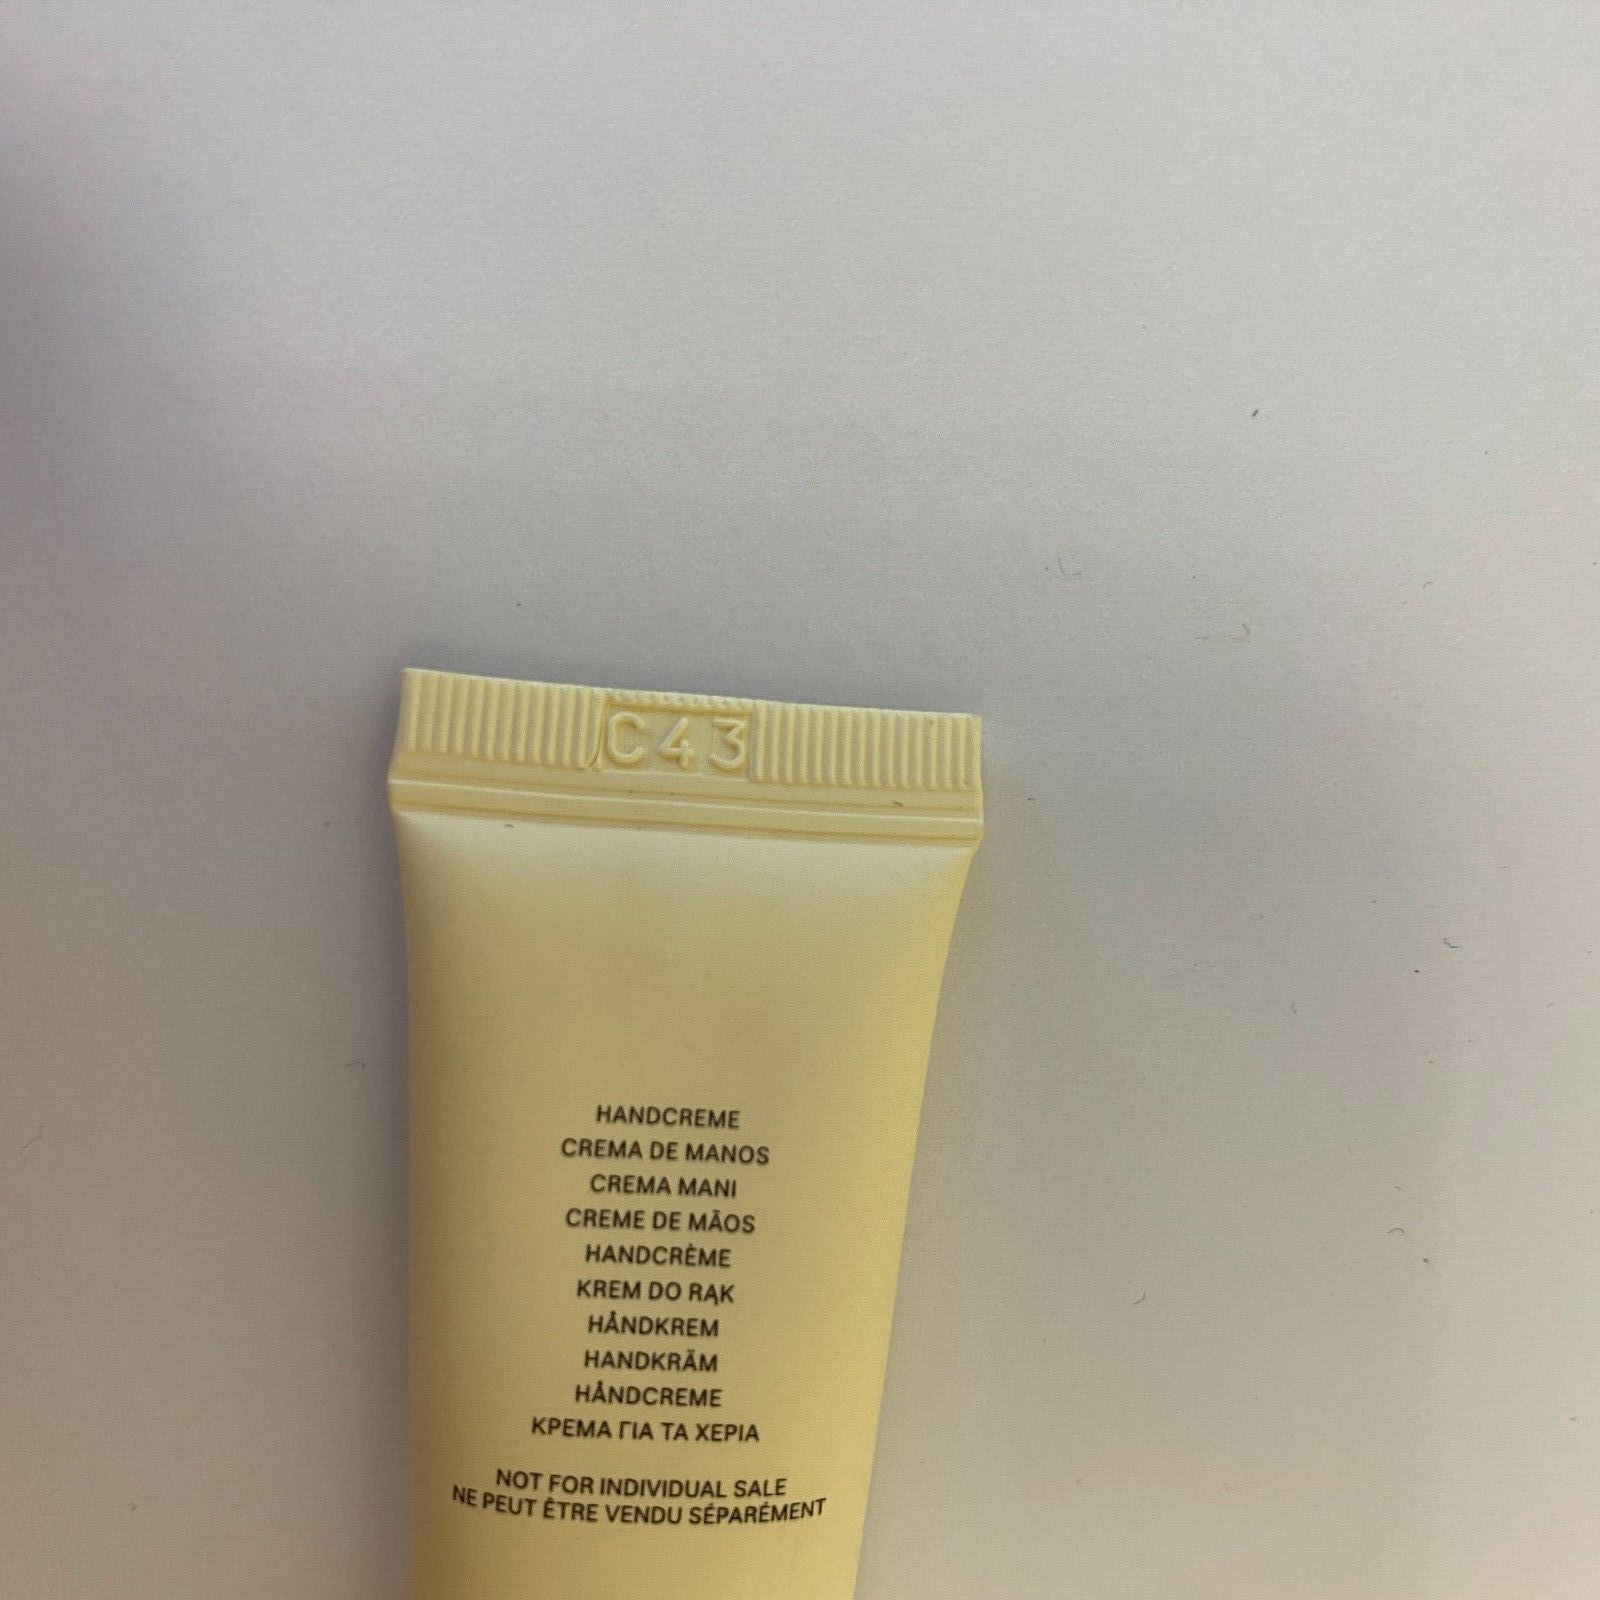 C43
HANDCREME
CREMA DE MANOS
CREMA MANI
CREME DE MÃOS
HANDCRÈME
KREM DO RĄK
HÅNDKREM
HANDKRÄM
HÅNDCREME
ΚΡΕΜΑ ΓΙΑ ΤΑ ΧΕΡΙΑ
NOT FOR INDIVIDUAL SALE
NE PEUT ÊTRE VENDU SÉPARÉMENT